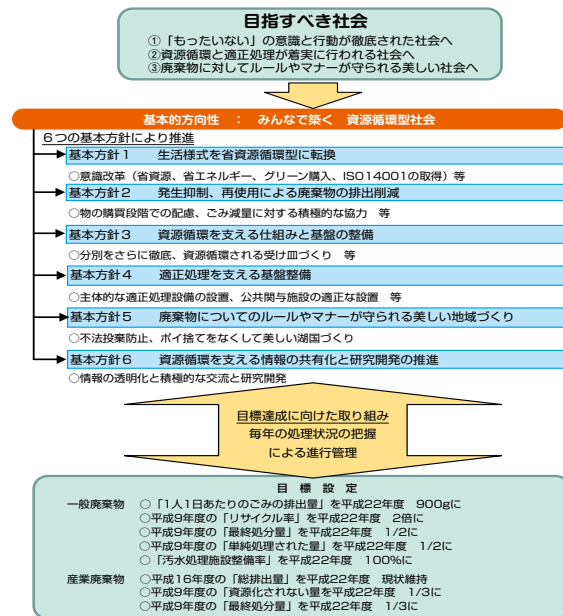 目指すべき社会
①「もったいない」の意識と行動が徹底された社会へ
②資源循環と適正処理が着実に行われる社会へ
③廃棄物に対してルールやマナーが守られる美しい社会へ
基本的方向性 ： みんなで築く 資源循環型社会
６つの基本方針により推進
基本方針１ 生活様式を省資源循環型に転換
○意識改革（省資源、省エネルギー、グリーン購入、ISO14001の取得）等
基本方針２ 発生抑制、再使用による廃棄物の排出削減
○物の購買段階での配慮、ごみ減量に対する積極的な協力 等
基本方針３ 資源循環を支える仕組みと基盤の整備
○分別をさらに徹底、資源循環される受け皿づくり 等
基本方針４ 適正処理を支える基盤整備
○主体的な適正処理設備の設置、公共関与施設の適正な設置 等
基本方針５ 廃棄物についてのルールやマナーが守られる美しい地域づくり
○不法投棄防止、ポイ捨てをなくして美しい湖国づくり
基本方針６ 資源循環を支える情報の共有化と研究開発の推進
○情報の透明化と積極的な交流と研究開発
目標達成に向けた取り組み
毎年の処理状況の把握
による進行管理
目 標 設 定
一般廃棄物 ○「1人1日あたりのごみの排出量」を平成22年度 900gに
○平成9年度の「リサイクル率」を平成22年度 2倍に
○平成9年度の「最終処分量」を平成22年度 1/2に
○平成9年度の「単純処理された量」を平成22年度 1/2に
○「汚水処理施設整備率」を平成22年度 100%に
産業廃棄物 ○平成16年度の「総排出量」を平成22年度 現状維持
○平成9年度の「資源化されない量を平成22年度 1/3に
○平成9年度の「最終処分量」を平成22年度 1/3に